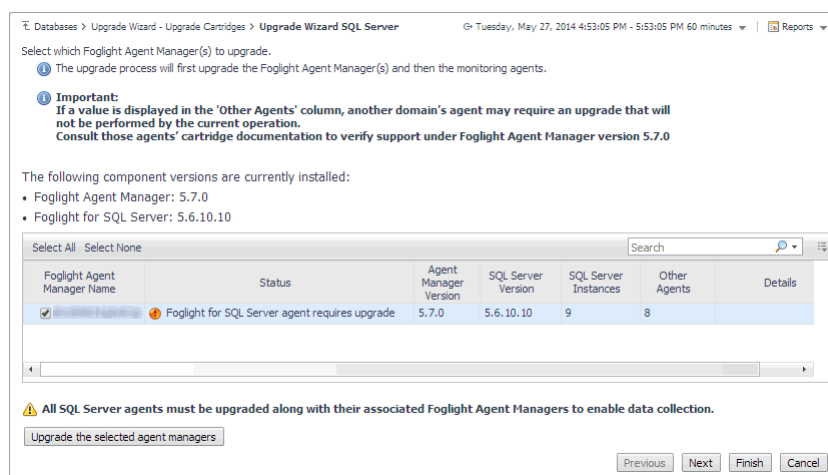 Databases > Upgrade Wizard - Upgrade Cartridges > Upgrade Wizard SQL Server
Tuesday, May 27, 2014 4:53:05 PM - 5:53:05 PM 60 minutes
Reports
Select which Foglight Agent Manager(s) to upgrade.
The upgrade process will first upgrade the Foglight Agent Manager(s) and then the monitoring agents.
Important:
If a value is displayed in the 'Other Agents' column, another domain's agent may require an upgrade that will
not be performed by the current operation.
Consult those agents' cartridge documentation to verify support under Foglight Agent Manager version 5.7.0
The following component versions are currently installed:
• Foglight Agent Manager: 5.7.0
• Foglight for SQL Server: 5.6.10.10
Select All Select None
Search
Foglight Agent Manager Name
Status
Agent Manager Version
SQL Server Version
SQL Server Instances
Other Agents
Details
Foglight for SQL Server agent requires upgrade
5.7.0
5.6.10.10
9
8
All SQL Server agents must be upgraded along with their associated Foglight Agent Managers to enable data collection.
Upgrade the selected agent managers
Previous
Next
Finish
Cancel